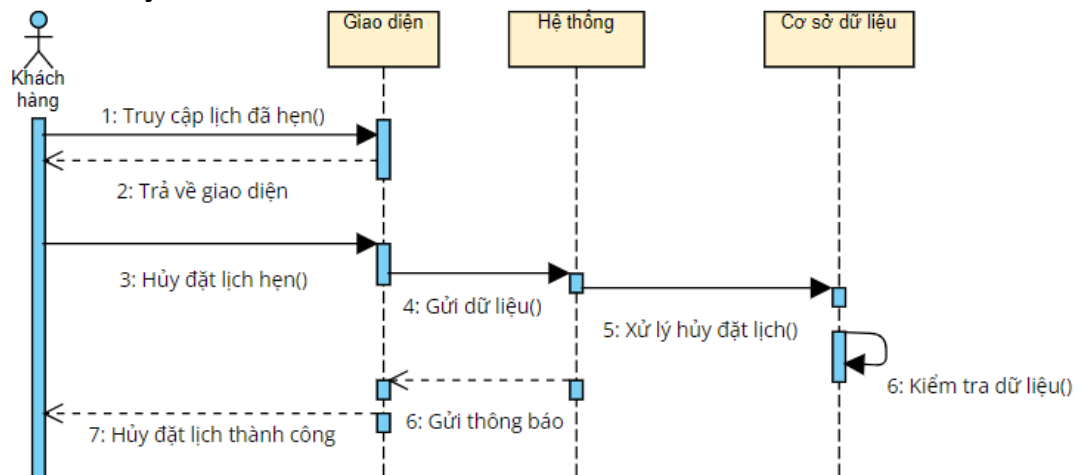 Giao diện
Hệ thông
Cơ sở dữ liệu
Khách
hàng
1: Truy cập lịch đã hẹn()
2: Trả về giao diện
3: Hủy đặt lịch hẹn()
4: Gửi dữ liệu()
5: Xử lý hủy đặt lịch()
6: Kiểm tra dữ liệu()
6: Gửi thông báo
7: Hủy đặt lịch thành công